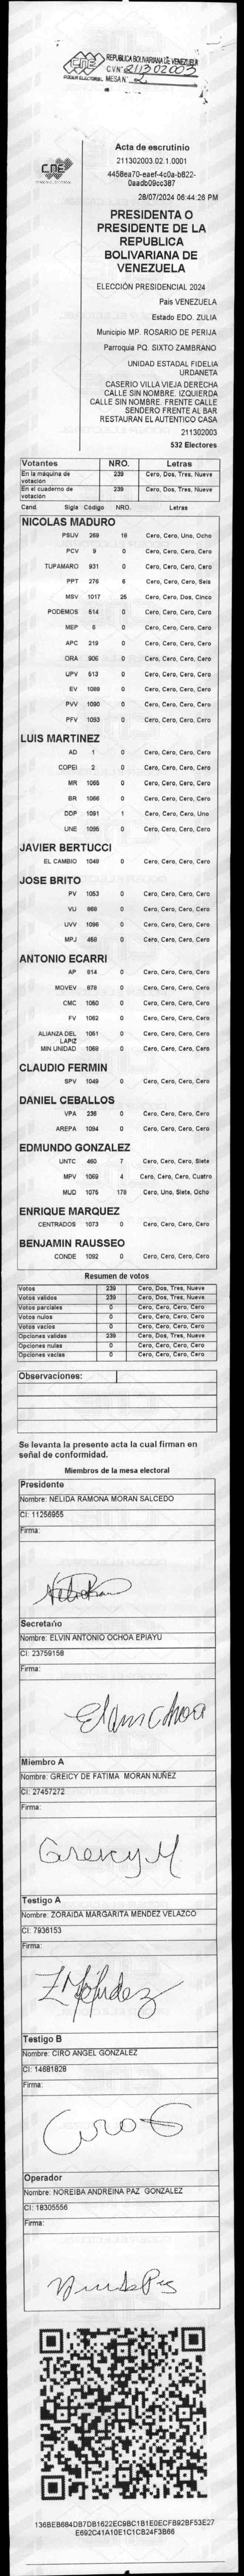 CNE
PODER ELECTORAL
REPUBLICA BOLIVARIANA DE VENEZUELA
C.V.Nº 211302003
MESA Nº 2
CNE
Acta de escrutinio
211302003.02.1.0001
4458ea70-eaef-4c0a-b622-
0aadb09cc387
28/07/2024 06:44:26 PM
PRESIDENTA O
PRESIDENTE DE LA
REPUBLICA
BOLIVARIANA DE
VENEZUELA
ELECCIÓN PRESIDENCIAL 2024
País VENEZUELA
Estado EDO. ZULIA
Municipio MP. ROSARIO DE PERIJA
Parroquia PQ. SIXTO ZAMBRANO
UNIDAD ESTADAL FIDELIA
URDANETA
CASERIO VILLA VIEJA DERECHA
CALLE SIN NOMBRE. IZQUIERDA
CALLE SIN NOMBRE. FRENTE CALLE
SENDERO FRENTE AL BAR
RESTAURAN EL AUTENTICO CASA
211302003
532 Electores
Votantes NRO. Letras
En la máquina de votación 239 Cero, Dos, Tres, Nueve
En el cuaderno de votación 239 Cero, Dos, Tres, Nueve
Cand. Sigla Código NRO. Letras
NICOLAS MADURO
PSUV 269 18 Cero, Cero, Uno, Ocho
PCV 9 0 Cero, Cero, Cero, Cero
TUPAMARO 931 0 Cero, Cero, Cero, Cero
PPT 276 6 Cero, Cero, Cero, Seis
MSV 1017 25 Cero, Cero, Dos, Cinco
PODEMOS 514 0 Cero, Cero, Cero, Cero
MEP 6 0 Cero, Cero, Cero, Cero
APC 219 0 Cero, Cero, Cero, Cero
ORA 906 0 Cero, Cero, Cero, Cero
UPV 513 0 Cero, Cero, Cero, Cero
EV 1089 0 Cero, Cero, Cero, Cero
PVV 1090 0 Cero, Cero, Cero, Cero
PFV 1093 0 Cero, Cero, Cero, Cero
LUIS MARTINEZ
AD 1 0 Cero, Cero, Cero, Cero
COPEI 2 0 Cero, Cero, Cero, Cero
MR 1065 0 Cero, Cero, Cero, Cero
BR 1066 0 Cero, Cero, Cero, Cero
DDP 1091 1 Cero, Cero, Cero, Uno
UNE 1095 0 Cero, Cero, Cero, Cero
JAVIER BERTUCCI
EL CAMBIO 1048 0 Cero, Cero, Cero, Cero
JOSE BRITO
PV 1053 0 Cero, Cero, Cero, Cero
VU 868 0 Cero, Cero, Cero, Cero
UVV 1096 0 Cero, Cero, Cero, Cero
MPJ 458 0 Cero, Cero, Cero, Cero
ANTONIO ECARRI
AP 814 0 Cero, Cero, Cero, Cero
MOVEV 678 0 Cero, Cero, Cero, Cero
CMC 1050 0 Cero, Cero, Cero, Cero
FV 1062 0 Cero, Cero, Cero, Cero
ALIANZA DEL LAPIZ 1051 0 Cero, Cero, Cero, Cero
MIN UNIDAD 1068 0 Cero, Cero, Cero, Cero
CLAUDIO FERMIN
SPV 1049 0 Cero, Cero, Cero, Cero
DANIEL CEBALLOS
VPA 236 0 Cero, Cero, Cero, Cero
AREPA 1094 0 Cero, Cero, Cero, Cero
EDMUNDO GONZALEZ
UNTC 460 7 Cero, Cero, Cero, Siete
MPV 1069 4 Cero, Cero, Cero, Cuatro
MUD 1075 178 Cero, Uno, Siete, Ocho
ENRIQUE MARQUEZ
CENTRADOS 1073 0 Cero, Cero, Cero, Cero
BENJAMIN RAUSSEO
CONDE 1092 0 Cero, Cero, Cero, Cero
Resumen de votos
Votos 239 Cero, Dos, Tres, Nueve
Votos válidos 239 Cero, Dos, Tres, Nueve
Votos parciales 0 Cero, Cero, Cero, Cero
Votos nulos 0 Cero, Cero, Cero, Cero
Votos vacíos 0 Cero, Cero, Cero, Cero
Opciones válidas 239 Cero, Dos, Tres, Nueve
Opciones nulas 0 Cero, Cero, Cero, Cero
Opciones vacías 0 Cero, Cero, Cero, Cero
Observaciones:
Se levanta la presente acta la cual firman en
señal de conformidad.
Miembros de la mesa electoral
Presidente
Nombre: NELIDA RAMONA MORAN SALCEDO
CI: 11256955
Firma:
Secretario
Nombre: ELVIN ANTONIO OCHOA EPIAYU
CI: 23759158
Firma:
Elvin Ochoa
Miembro A
Nombre: GREICY DE FATIMA MORAN NUÑEZ
CI: 27457272
Firma:
Greicy M
Testigo A
Nombre: ZORAIDA MARGARITA MENDEZ VELAZCO
CI: 7936153
Firma:
Testigo B
Nombre: CIRO ANGEL GONZALEZ
CI: 14681828
Firma:
Ciro G
Operador
Nombre: NOREIBA ANDREINA PAZ GONZALEZ
CI: 18305556
Firma:
136BEB684DB7DB1622EC9BC1B1E0ECFB92BF53E27
E692C41A10E1C1CB24F3B66